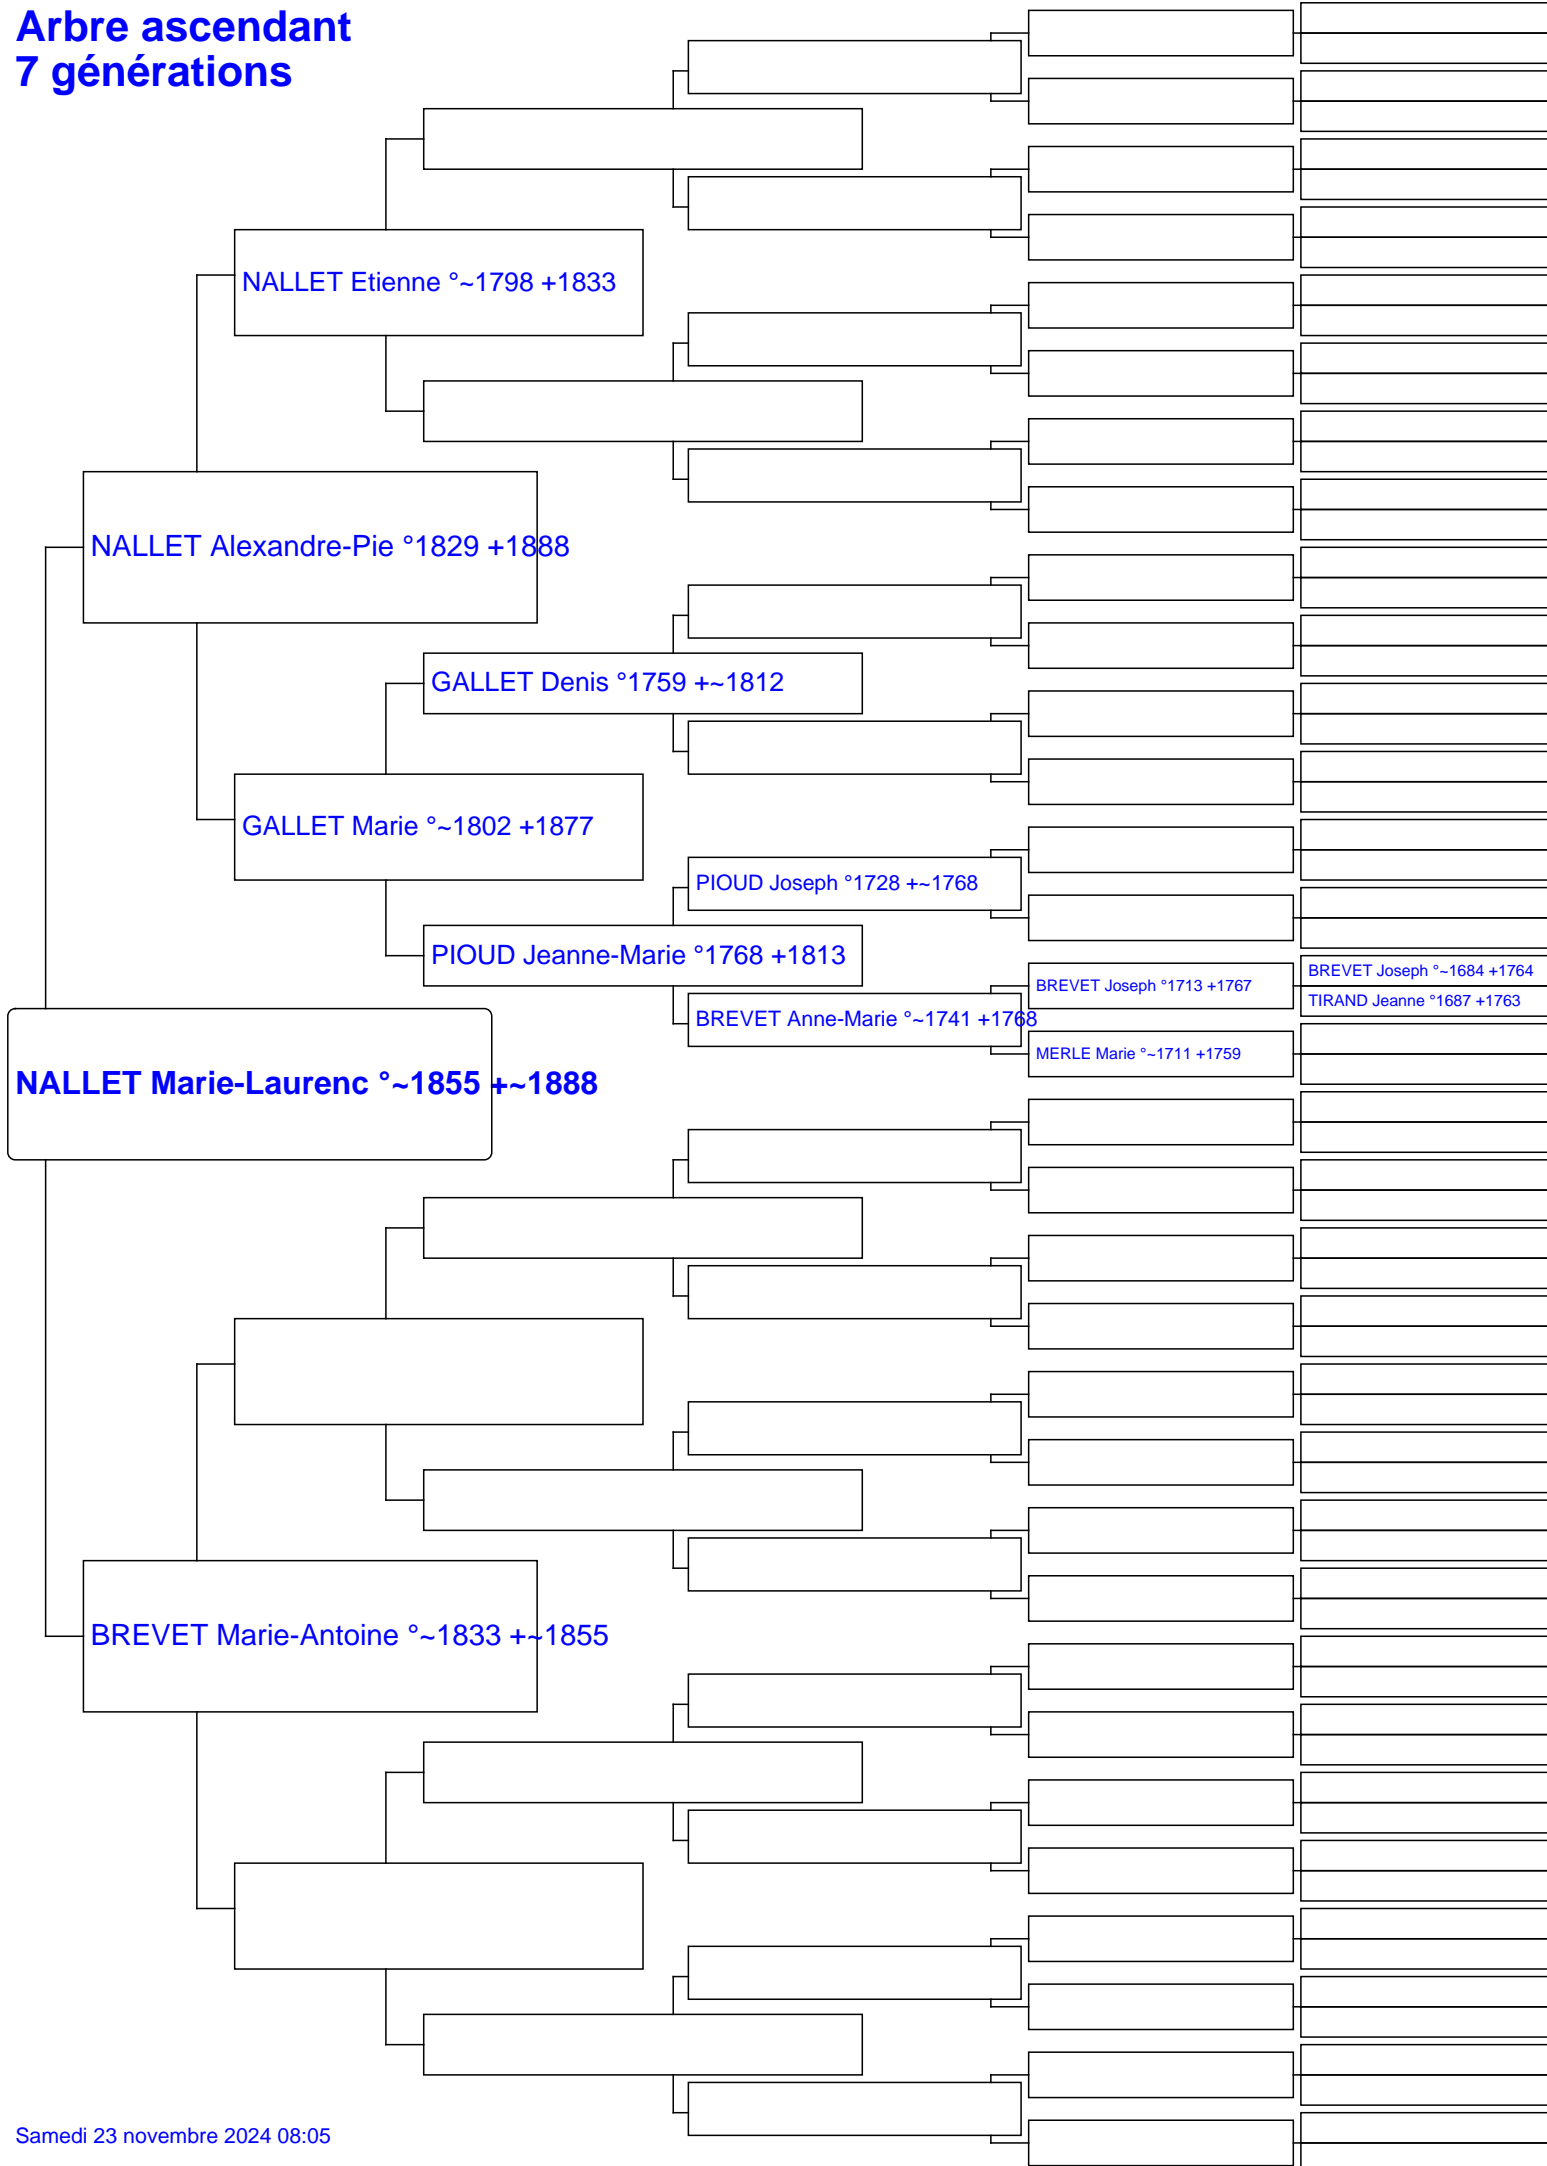 Arbre ascendant
7 générations
NALLET Etienne °~1798 +1833
NALLET Alexandre-Pie °1829 +1888
GALLET Denis °1759 +~1812
GALLET Marie °~1802 +1877
PIOUD Joseph °1728 +~1768
PIOUD Jeanne-Marie °1768 +1813
BREVET Joseph °~1684 +1764
BREVET Joseph °1713 +1767
TIRAND Jeanne °1687 +1763
BREVET Anne-Marie °~1741 +1768
MERLE Marie °~1711 +1759
NALLET Marie-Laurenc °~1855 +~1888
BREVET Marie-Antoine °~1833 +~1855
Samedi 23 novembre 2024 08:05